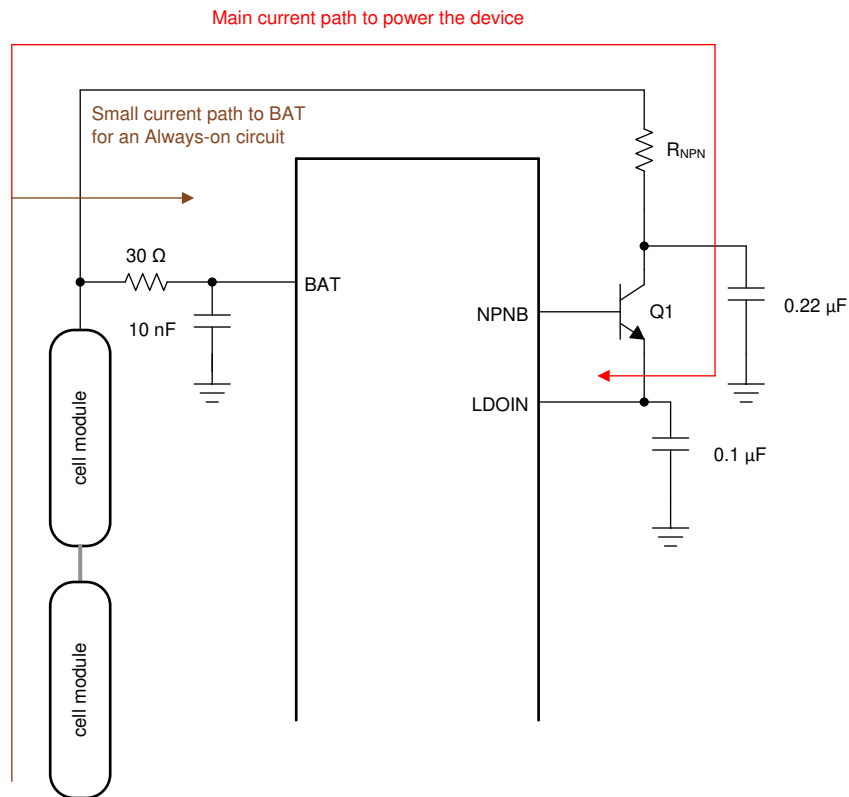 Main current path to power the device
Small current path to BAT
for an Always-on circuit
R_NPN
30 Ω
BAT
10 nF
NPNB
Q1
0.22 µF
LDOIN
0.1 µF
cell module
cell module